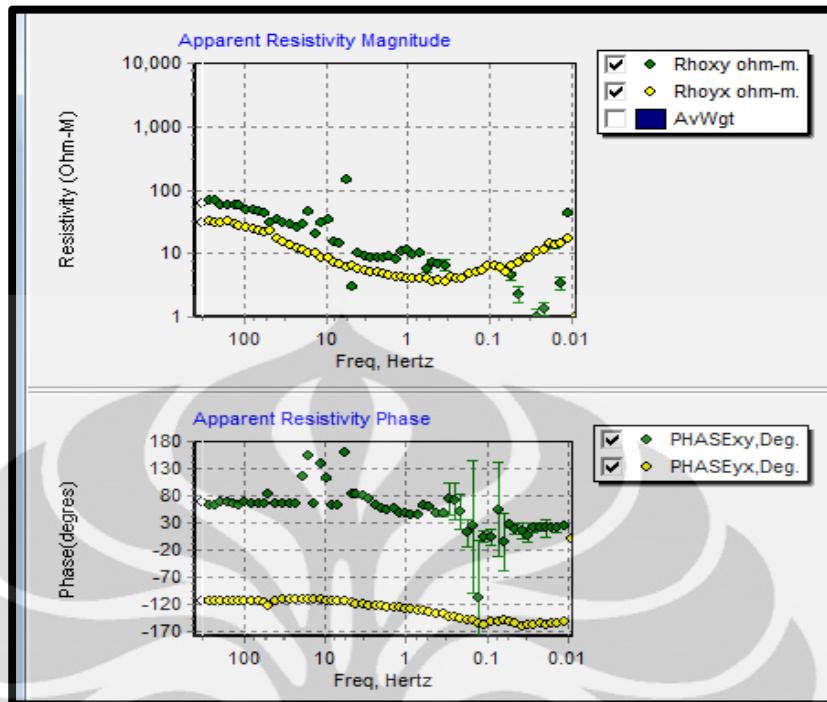 Apparent Resistivity Magnitude
10,000
1,000
100
10
1
Resistivity (Ohm-M)
100 10 1 0.1 0.01
Freq, Hertz
Rhoxy ohm-m.
Rhoyx ohm-m.
AvWgt
Apparent Resistivity Phase
180
130
80
30
-20
-70
-120
-170
Phase(degres)
100 10 1 0.1 0.01
Freq, Hertz
PHASExy,Deg.
PHASEyx,Deg.